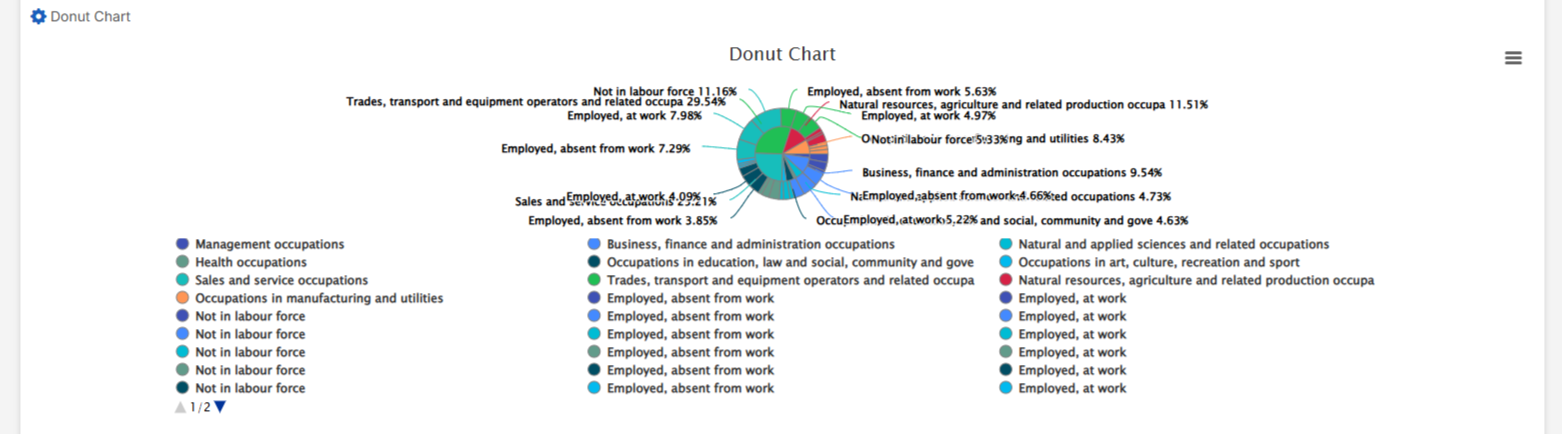 Donut Chart
Donut Chart
Not in labour force 11.16%
Employed, absent from work 5.63%
Trades, transport and equipment operators and related occupa 29.54%
Natural resources, agriculture and related production occupa 11.51%
Employed, at work 7.98%
Employed, at work 4.97%
Not in labour force 5.33%
ng and utilities 8.43%
Employed, absent from work 7.29%
Business, finance and administration occupations 9.54%
Employed, at work 4.09%
Employed, absent from work 4.66%
ted occupations 4.73%
Sales and service occupations 25.21%
Employed, absent from work 3.85%
Occu
Employed, at work 5.22%
and social, community and gove 4.63%
Management occupations
Business, finance and administration occupations
Natural and applied sciences and related occupations
Health occupations
Occupations in education, law and social, community and gove
Occupations in art, culture, recreation and sport
Sales and service occupations
Trades, transport and equipment operators and related occupa
Natural resources, agriculture and related production occupa
Occupations in manufacturing and utilities
Employed, absent from work
Employed, at work
Not in labour force
Employed, absent from work
Employed, at work
Not in labour force
Employed, absent from work
Employed, at work
Not in labour force
Employed, absent from work
Employed, at work
Not in labour force
Employed, absent from work
Employed, at work
Not in labour force
Employed, absent from work
Employed, at work
1/2